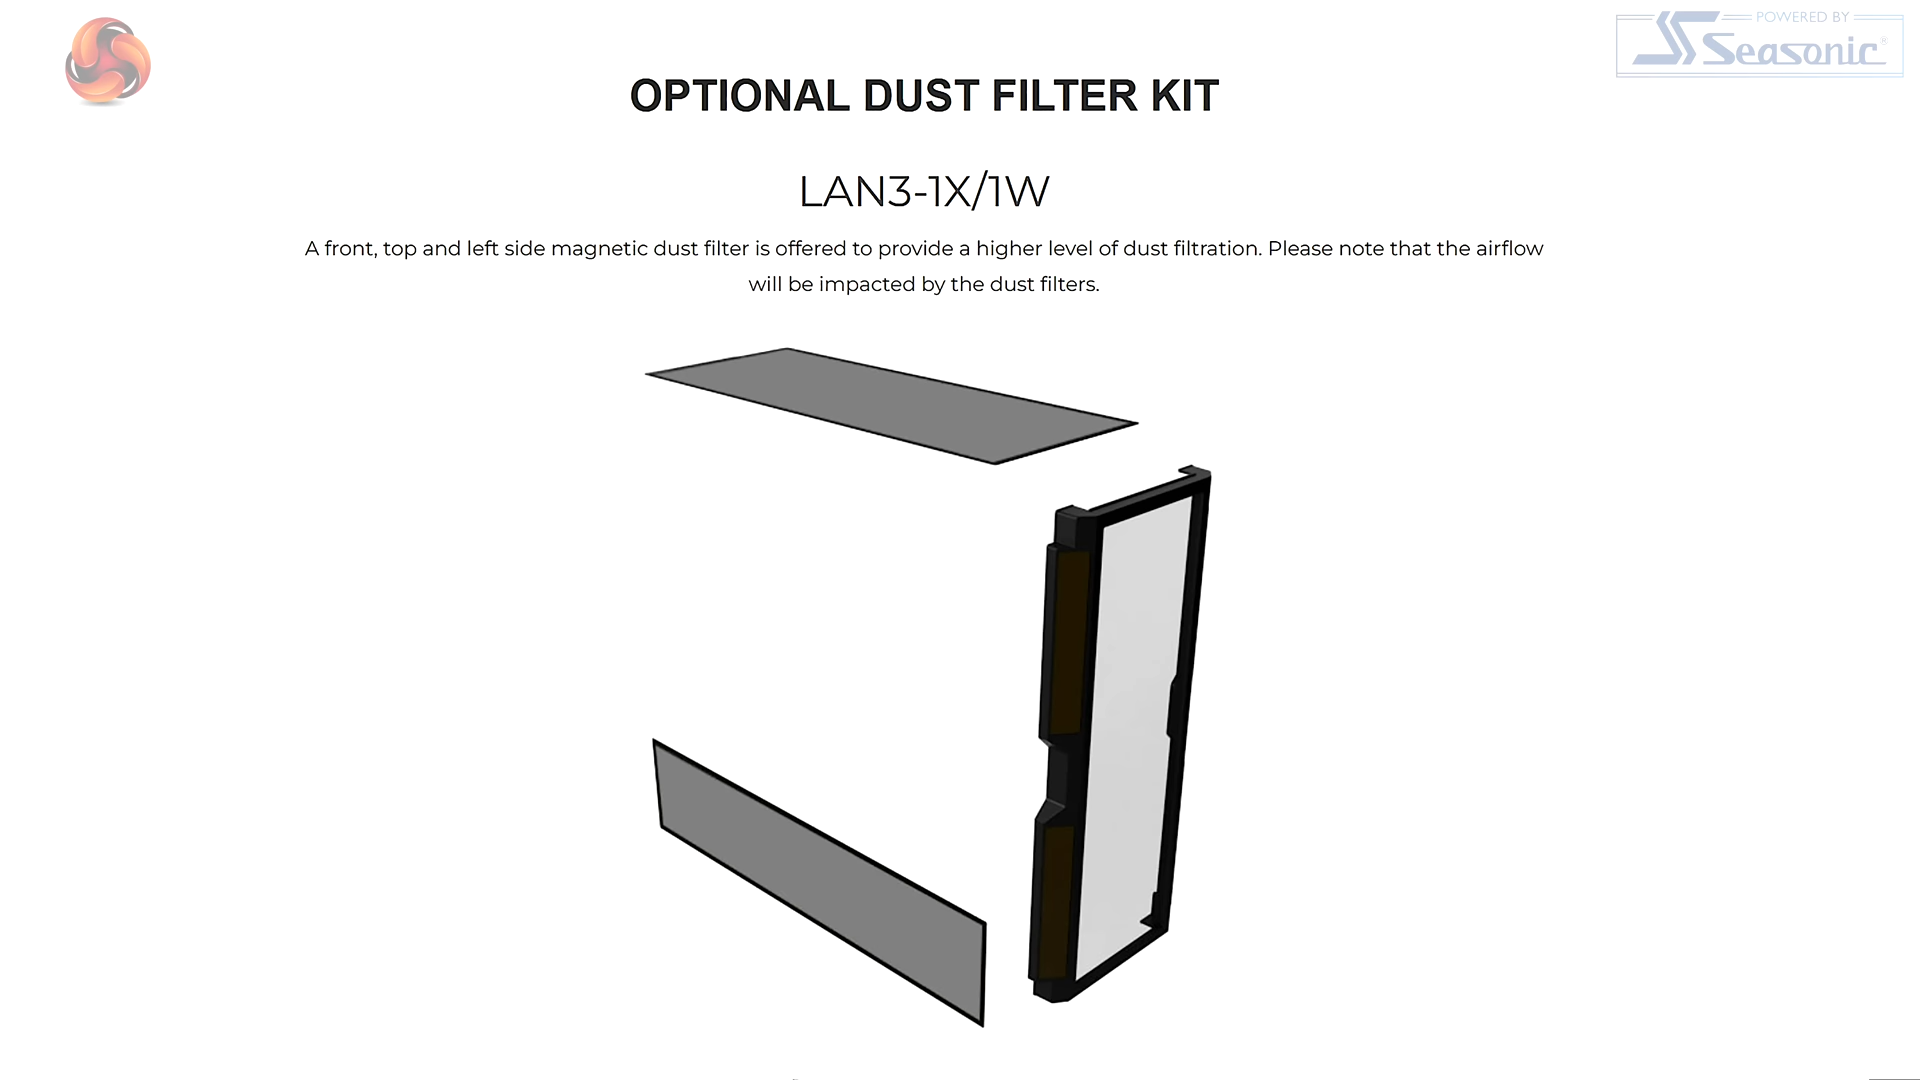 POWERED BY
Seasonic®
OPTIONAL DUST FILTER KIT
LAN3-1X/1W
A front, top and left side magnetic dust filter is offered to provide a higher level of dust filtration. Please note that the airflow
will be impacted by the dust filters.